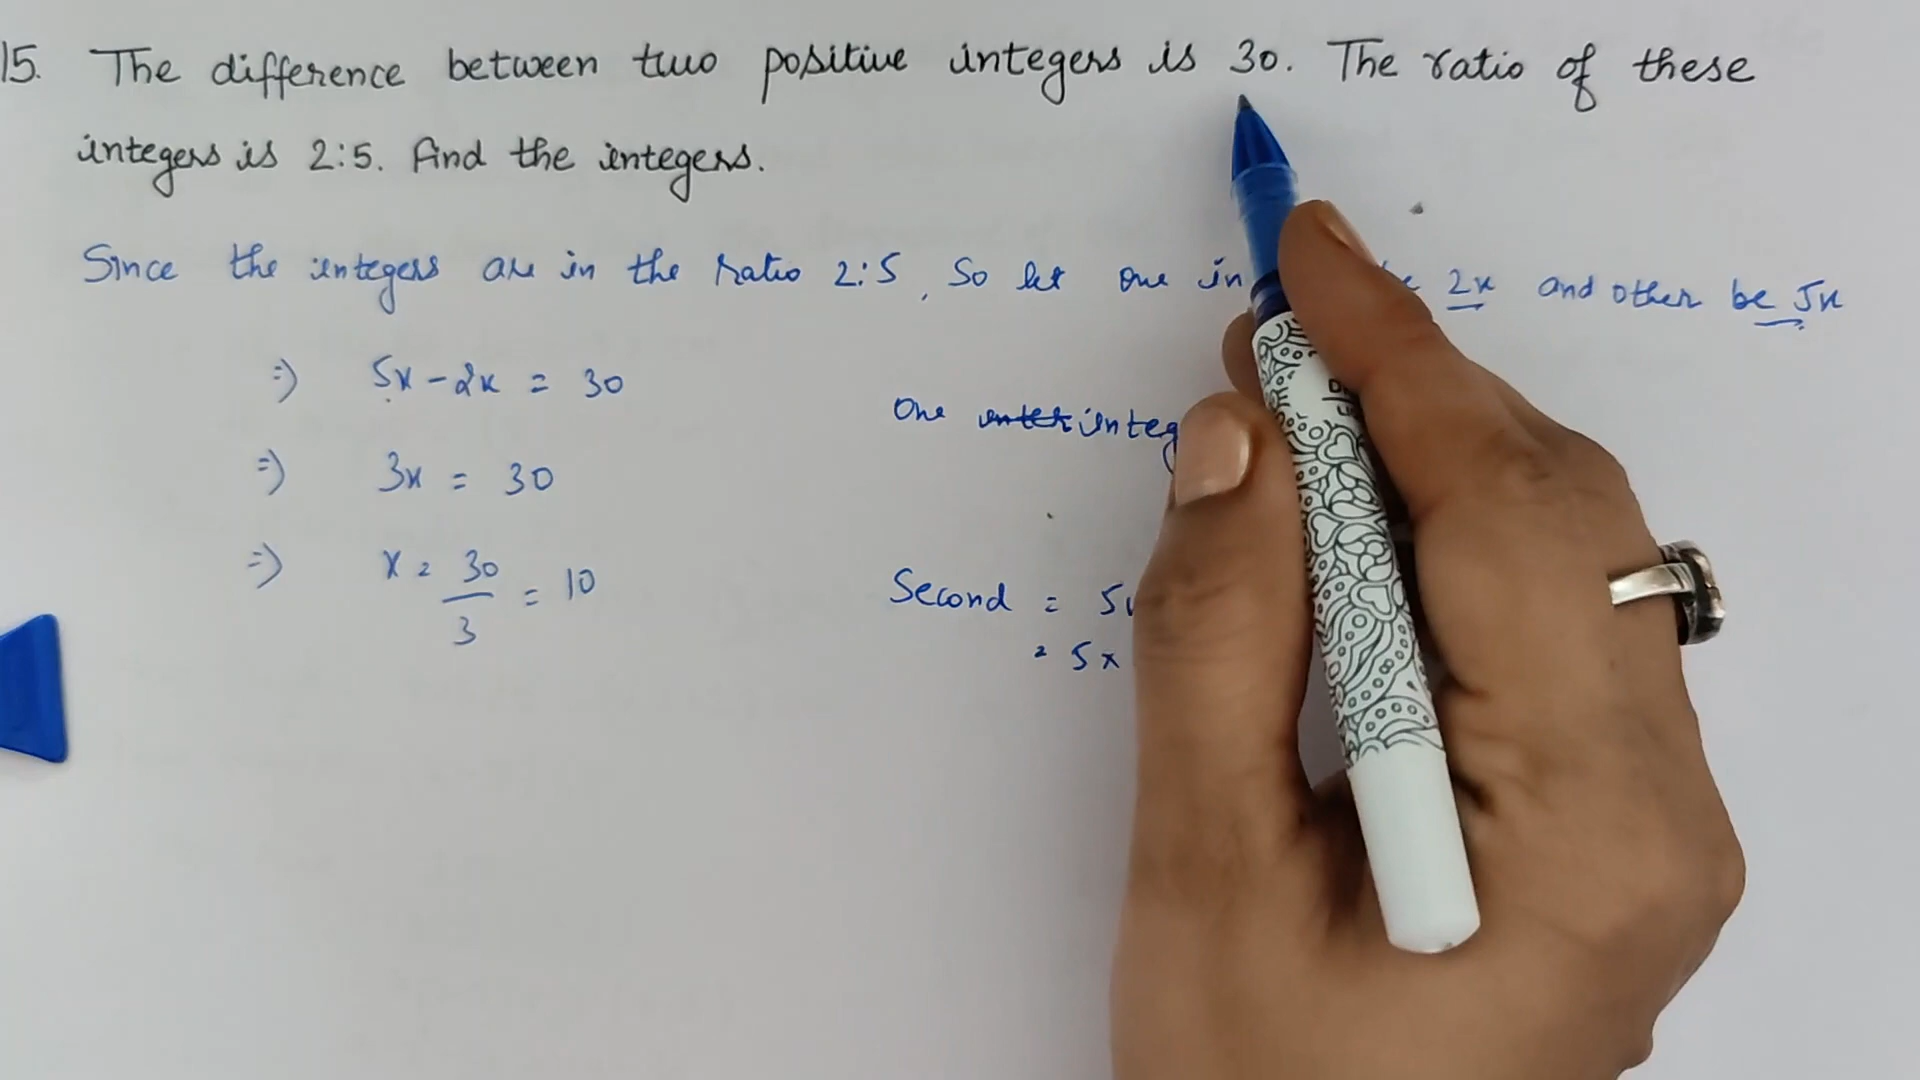 15. The difference between two positive integers is 30. The ratio of these
integers is 2:5. Find the integers.
Since the integers are in the ratio 2:5, So let one in 2x and other be 5x
=) 5x - 2x = 30
=) 3x = 30
=) x = 30/3 = 10
One integ
Second = 5
= 5 x